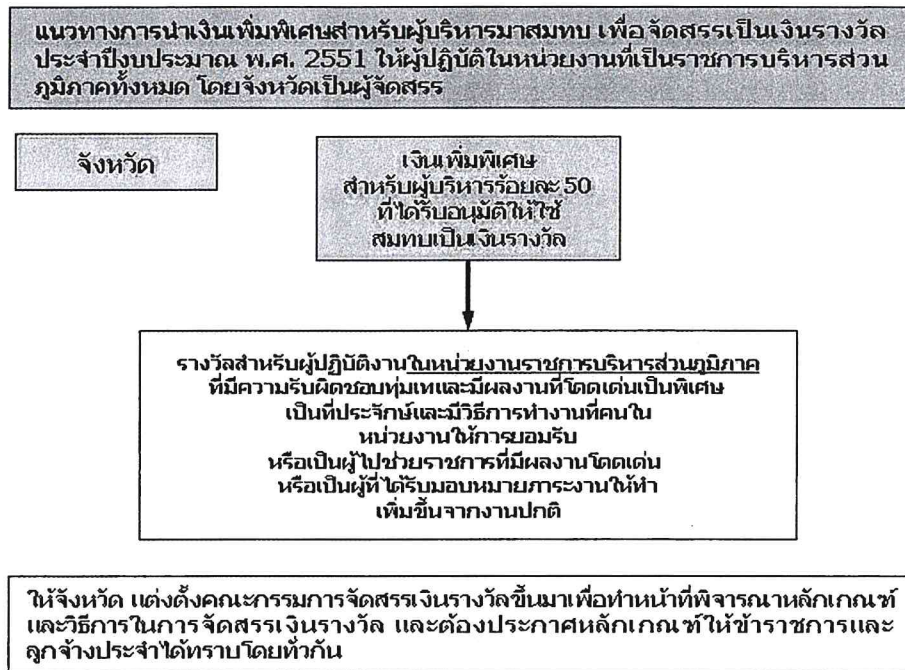 แนวทางการนำเงินเพิ่มพิเศษสำหรับผู้บริหารมาสมทบ เพื่อจัดสรรเป็นเงินรางวัล
ประจำปีงบประมาณ พ.ศ. 2551 ให้ผู้ปฏิบัติในหน่วยงานที่เป็นราชการบริหารส่วน
ภูมิภาคทั้งหมด โดยจังหวัดเป็นผู้จัดสรร
จังหวัด
เงินเพิ่มพิเศษ
สำหรับผู้บริหารร้อยละ 50
ที่ได้รับอนุมัติให้ใช้
สมทบเป็นเงินรางวัล
รางวัลสำหรับผู้ปฏิบัติงานในหน่วยงานราชการบริหารส่วนภูมิภาค
ที่มีความรับผิดชอบทุ่มเทและมีผลงานที่โดดเด่นเป็นพิเศษ
เป็นที่ประจักษ์และมีวิธีการทำงานที่คนใน
หน่วยงานให้การยอมรับ
หรือเป็นผู้ไปช่วยราชการที่มีผลงานโดดเด่น
หรือเป็นผู้ที่ได้รับมอบหมายภาระงานให้ทำ
เพิ่มขึ้นจากงานปกติ
ให้จังหวัด แต่งตั้งคณะกรรมการจัดสรรเงินรางวัลขึ้นมาเพื่อทำหน้าที่พิจารณาหลักเกณฑ์
และวิธีการในการจัดสรรเงินรางวัล และต้องประกาศหลักเกณฑ์ให้ข้าราชการและ
ลูกจ้างประจำได้ทราบโดยทั่วกัน